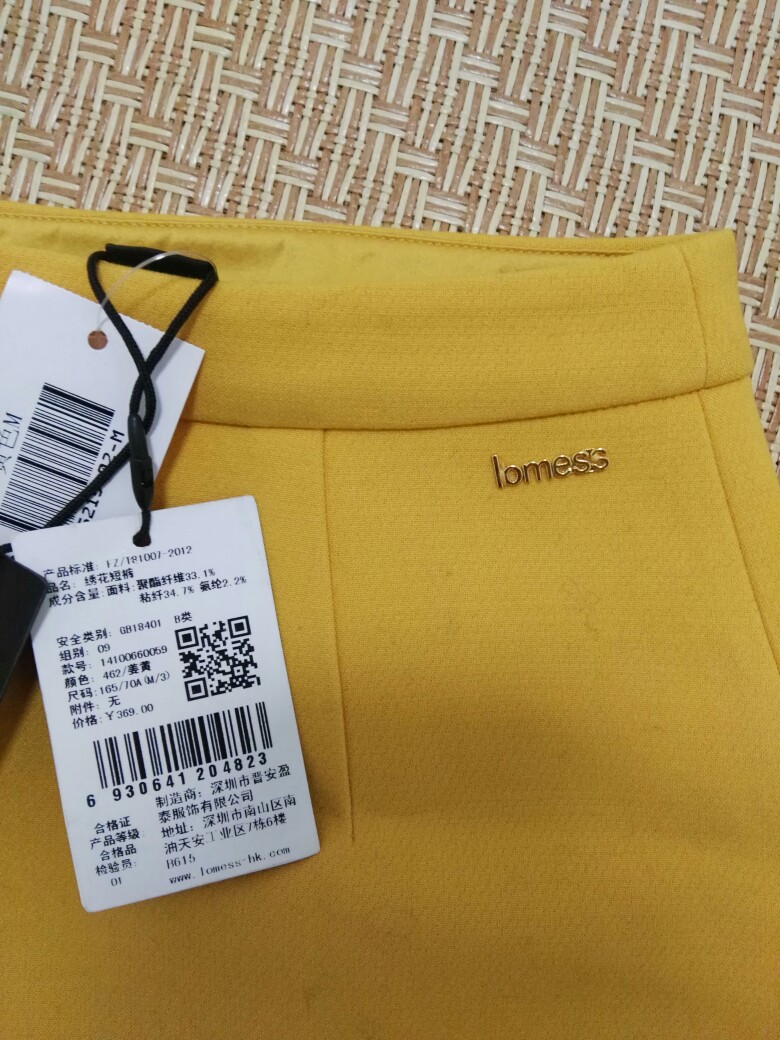 lomess
产品标准: FZ/T81007-2012
品名: 绣花短裤
成分含量:面料:聚酯纤维33.1%
粘纤34.7% 氨纶2.2%
安全类别: GB18401 B类
组别: 09
款号: 14100660059
颜色: 462/姜黄
尺码:165/70A(M/3)
附件: 无
价格:￥369.00
6 930641 204823
合格证
产品等级:
合格品
检验员:
01
制造商: 深圳市晋安盈
泰服饰有限公司
地址: 深圳市南山区南
油天安工业区7栋6楼
B615
www.lomess-hk.com
色M
2-M